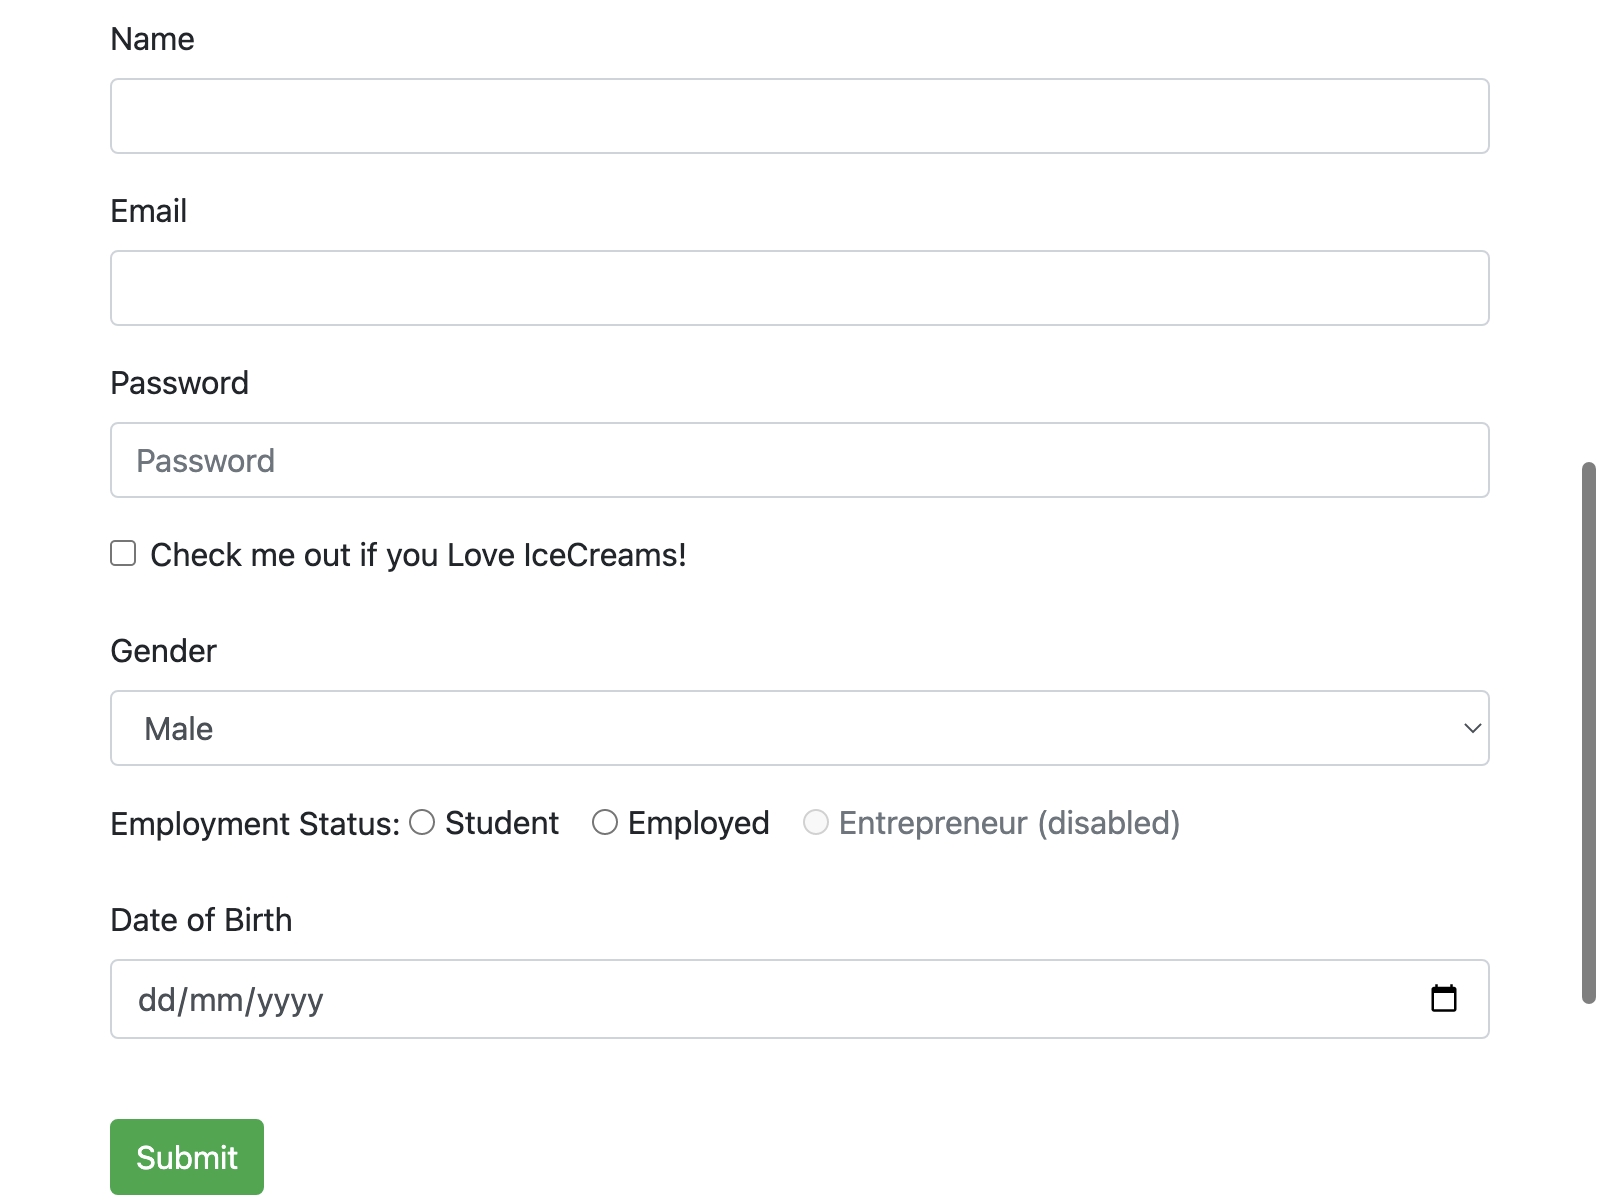 Name
Email
Password
Password
Check me out if you Love IceCreams!
Gender
Male
Employment Status: Student Employed Entrepreneur (disabled)
Date of Birth
dd/mm/yyyy
Submit